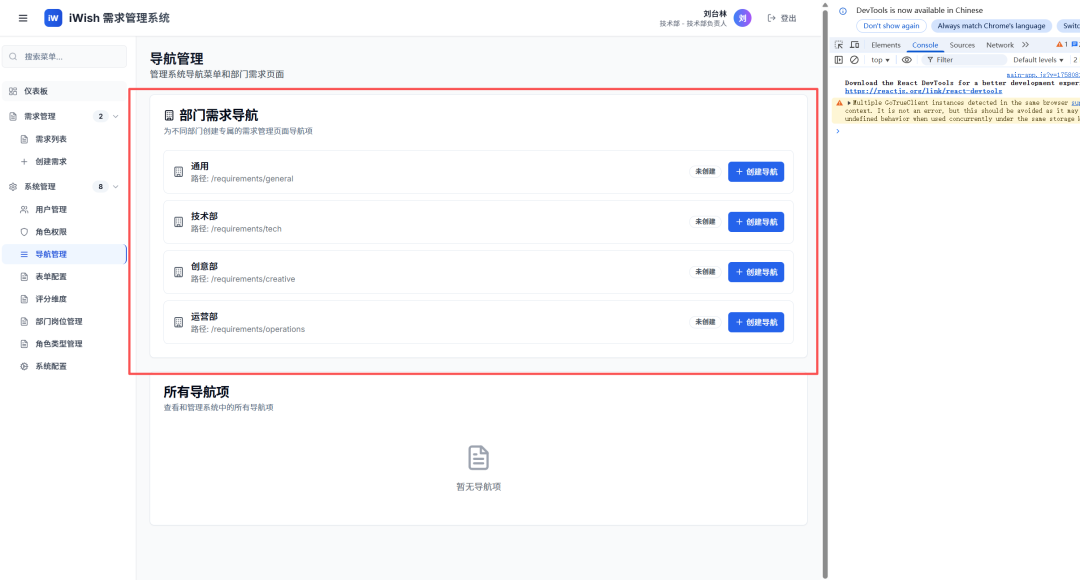 iW iWish 需求管理系统
刘台林
技术部 - 技术部负责人
刘
登出
搜索菜单...
仪表板
需求管理 2
需求列表
创建需求
系统管理 8
用户管理
角色权限
导航管理
表单配置
评分维度
部门岗位管理
角色类型管理
系统配置
导航管理
管理系统导航菜单和部门需求页面
部门需求导航
为不同部门创建专属的需求管理页面导航项
通用
路径: /requirements/general
未创建
+ 创建导航
技术部
路径: /requirements/tech
未创建
+ 创建导航
创意部
路径: /requirements/creative
未创建
+ 创建导航
运营部
路径: /requirements/operations
未创建
+ 创建导航
所有导航项
查看和管理系统中的所有导航项
暂无导航项
DevTools is now available in Chinese
Don't show again
Always match Chrome's language
Switc
Elements Console Sources Network 1
top Filter Default levels 2
main-app.js?v=175808
Download the React DevTools for a better development exper
https://reactjs.org/link/react-devtools
Multiple GoTrueClient instances detected in the same browser su
context. It is not an error, but this should be avoided as it may
undefined behavior when used concurrently under the same storage k